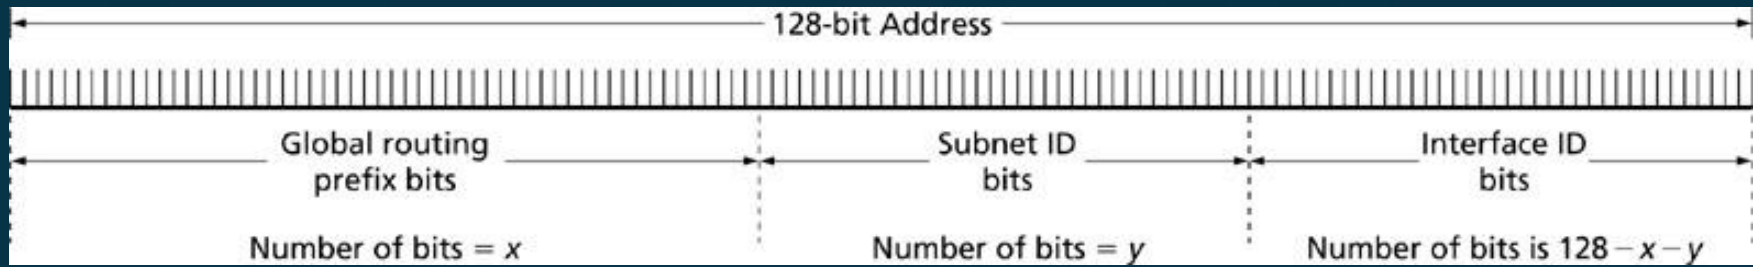 128-bit Address
Global routing
prefix bits
Subnet ID
bits
Interface ID
bits
Number of bits = x
Number of bits = y
Number of bits is 128 – x – y